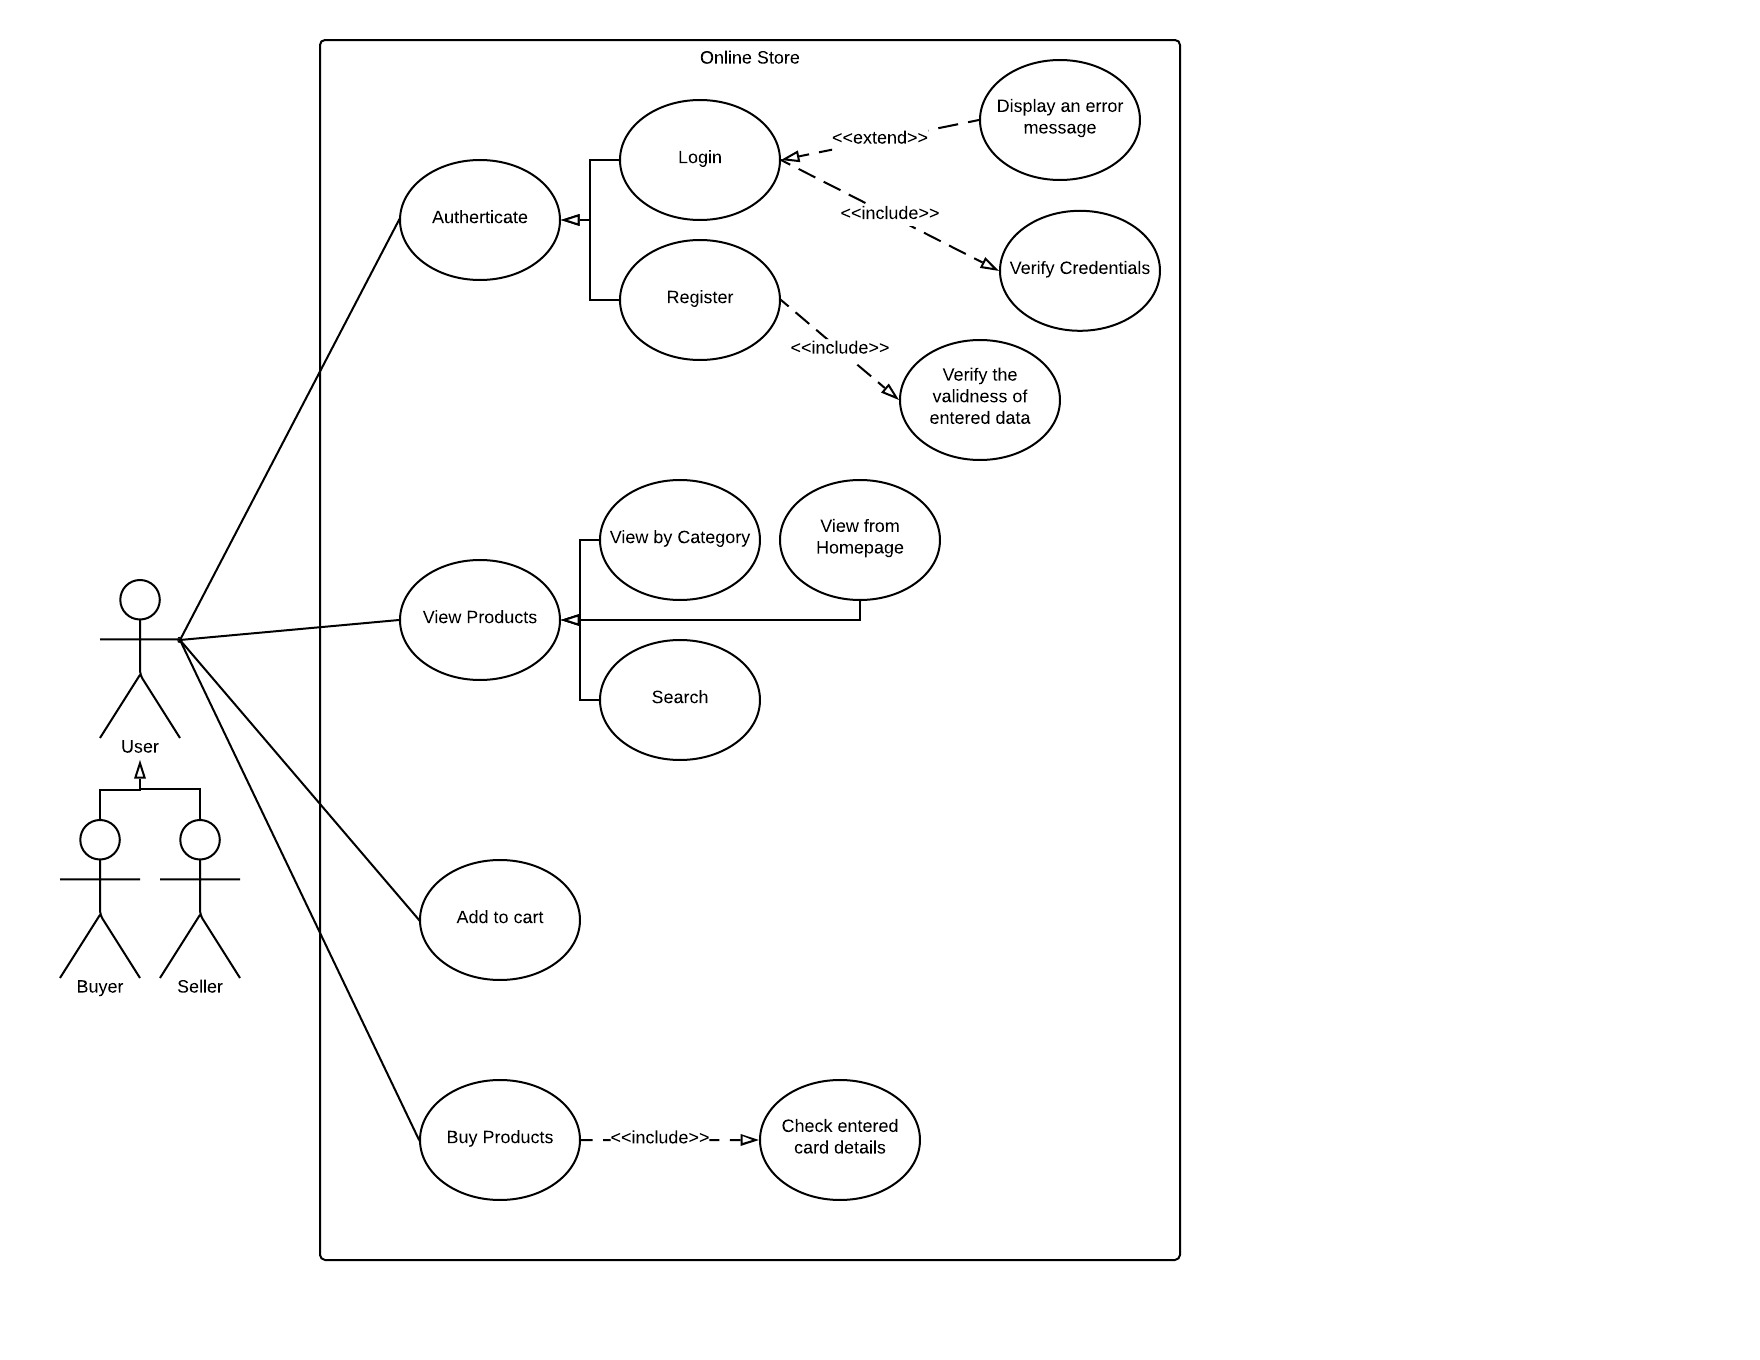 Online Store
Display an error
message
<<extend>>
Login
Autherticate
<<include>>
Verify Credentials
Register
<<include>>
Verify the
validness of
entered data
View by Category
View from
Homepage
View Products
Search
User
Add to cart
Buyer
Seller
Buy Products
<<include>>
Check entered
card details